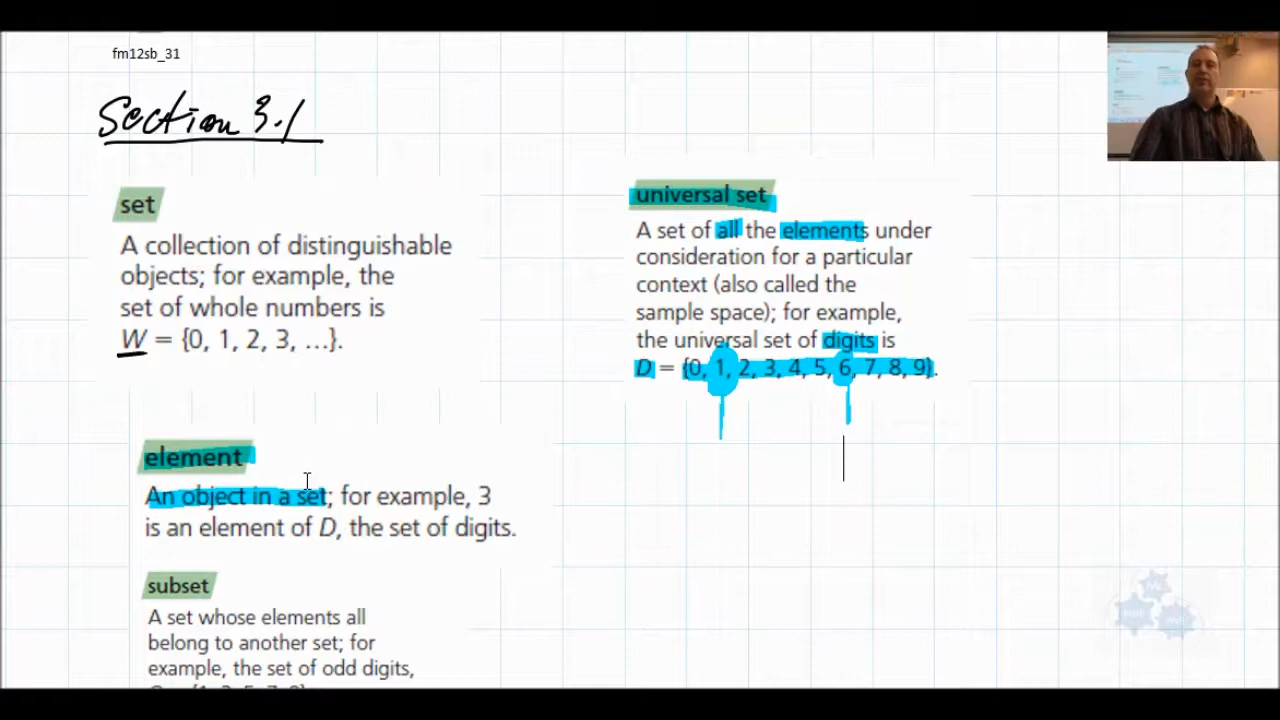 fm12sb_31
Section 3.1
set
A collection of distinguishable
objects; for example, the
set of whole numbers is
W = {0, 1, 2, 3, …}.
universal set
A set of all the elements under
consideration for a particular
context (also called the
sample space); for example,
the universal set of digits is
D = {0, 1, 2, 3, 4, 5, 6, 7, 8, 9}.
element
An object in a set; for example, 3
is an element of D, the set of digits.
subset
A set whose elements all
belong to another set; for
example, the set of odd digits,